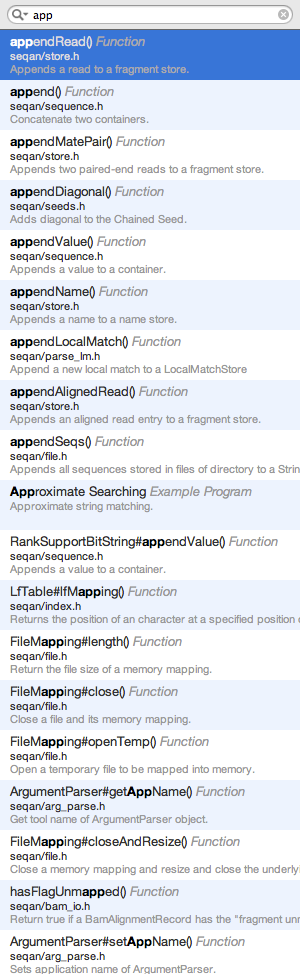 app
appendRead() Function
seqan/store.h
Appends a read to a fragment store.
append() Function
seqan/sequence.h
Concatenate two containers.
appendMatePair() Function
seqan/store.h
Appends two paired-end reads to a fragment store.
appendDiagonal() Function
seqan/seeds.h
Adds diagonal to the Chained Seed.
appendValue() Function
seqan/sequence.h
Appends a value to a container.
appendName() Function
seqan/store.h
Appends a name to a name store.
appendLocalMatch() Function
seqan/parse_lm.h
Append a new local match to a LocalMatchStore
appendAlignedRead() Function
seqan/store.h
Appends an aligned read entry to a fragment store.
appendSeqs() Function
seqan/file.h
Appends all sequences stored in files of directory to a Strin
Approximate Searching Example Program
Approximate string matching.
RankSupportBitString#appendValue() Function
seqan/sequence.h
Appends a value to a container.
LfTable#lfMapping() Function
seqan/index.h
Returns the position of an character at a specified position o
FileMapping#length() Function
seqan/file.h
Return the file size of a memory mapping.
FileMapping#close() Function
seqan/file.h
Close a file and its memory mapping.
FileMapping#openTemp() Function
seqan/file.h
Open a temporary file to be mapped into memory.
ArgumentParser#getAppName() Function
seqan/arg_parse.h
Get tool name of ArgumentParser object.
FileMapping#closeAndResize() Function
seqan/file.h
Close a memory mapping and resize and close the underlyi
hasFlagUnmapped() Function
seqan/bam_io.h
Return true if a BamAlignmentRecord has the "fragment unm
ArgumentParser#setAppName() Function
seqan/arg_parse.h
Sets application name of ArgumentParser.